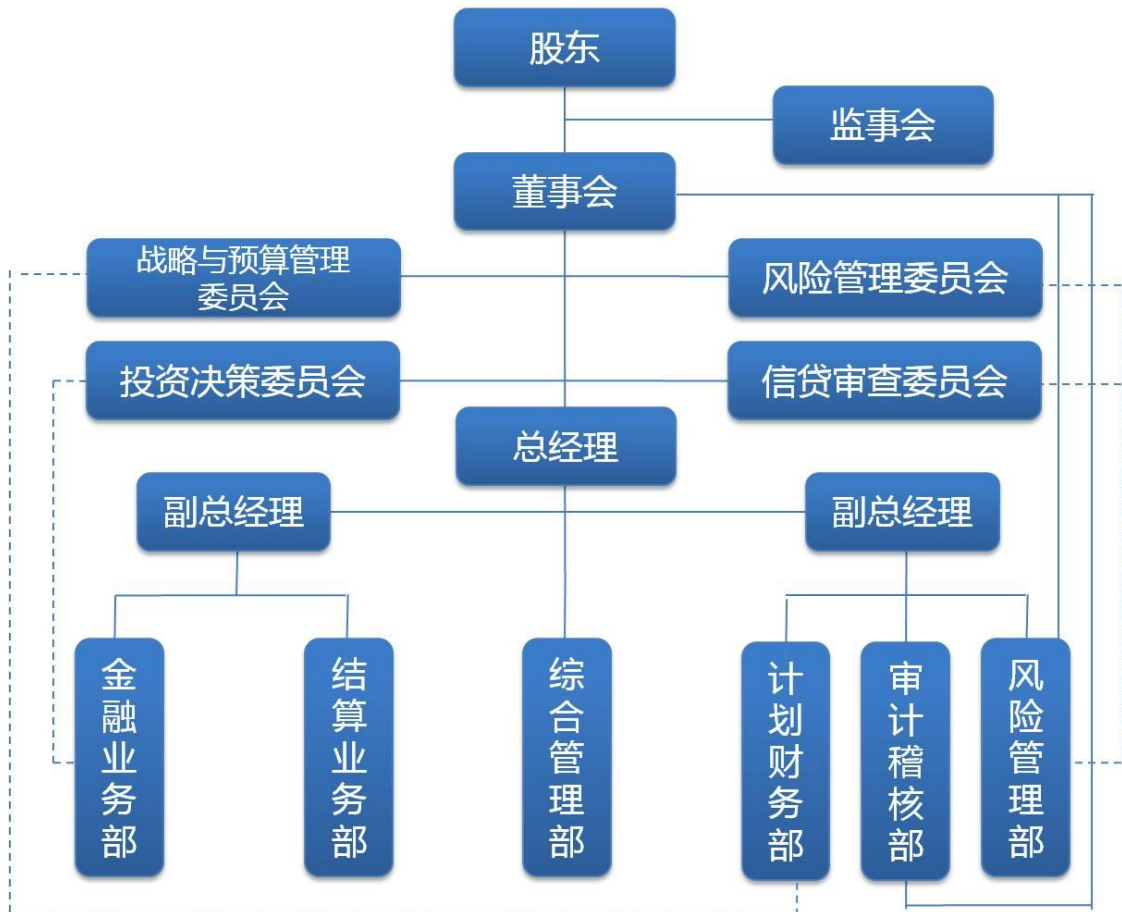 股东
监事会
董事会
战略与预算管理
委员会
风险管理委员会
投资决策委员会
信贷审查委员会
总经理
副总经理
副总经理
金融业务部
结算业务部
综合管理部
计划财务部
审计稽核部
风险管理部